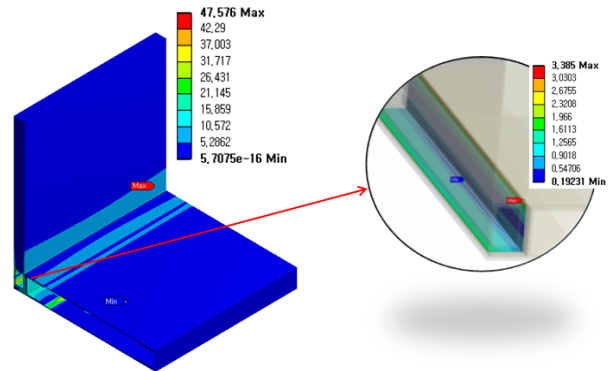 47,576 Max
42,29
37,003
31,717
26,431
21,145
15,859
10,572
5,2862
5,7075e-16 Min
Max
Min
3,385 Max
3,0303
2,6755
2,3208
1,966
1,6113
1,2565
0,9018
0,54706
0,19231 Min
Min
Max